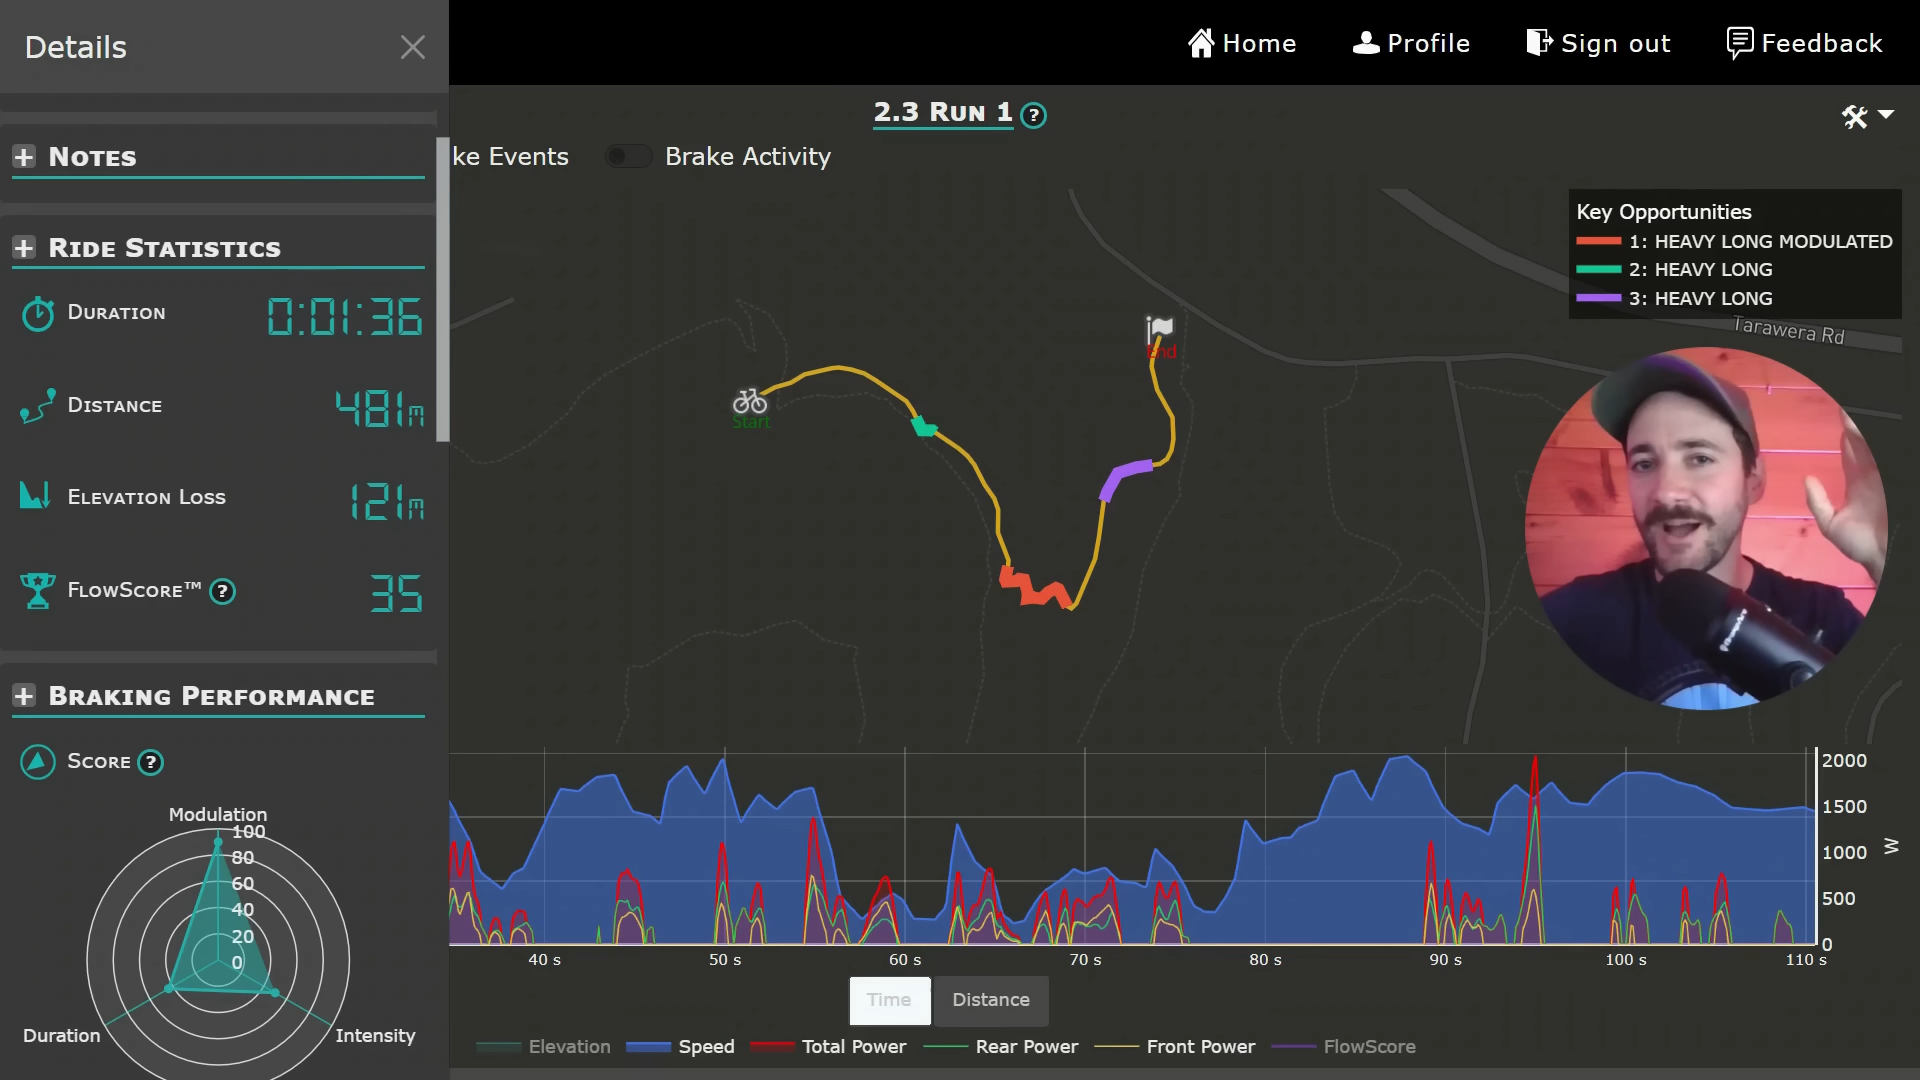 Details
Home
Profile
Sign out
Feedback
2.3 Run 1 ?
ke Events
Brake Activity
Notes
Ride Statistics
Duration
0:01:36
Distance
481m
Elevation Loss
121m
FlowScore™ ?
35
Braking Performance
Score ?
Modulation
100
80
60
40
20
0
Duration
Intensity
Key Opportunities
1: HEAVY LONG MODULATED
2: HEAVY LONG
3: HEAVY LONG
Tarawera Rd
Start
End
2000
1500
1000
500
0
W
40 s
50 s
60 s
70 s
80 s
90 s
100 s
110 s
Time
Distance
Elevation
Speed
Total Power
Rear Power
Front Power
FlowScore